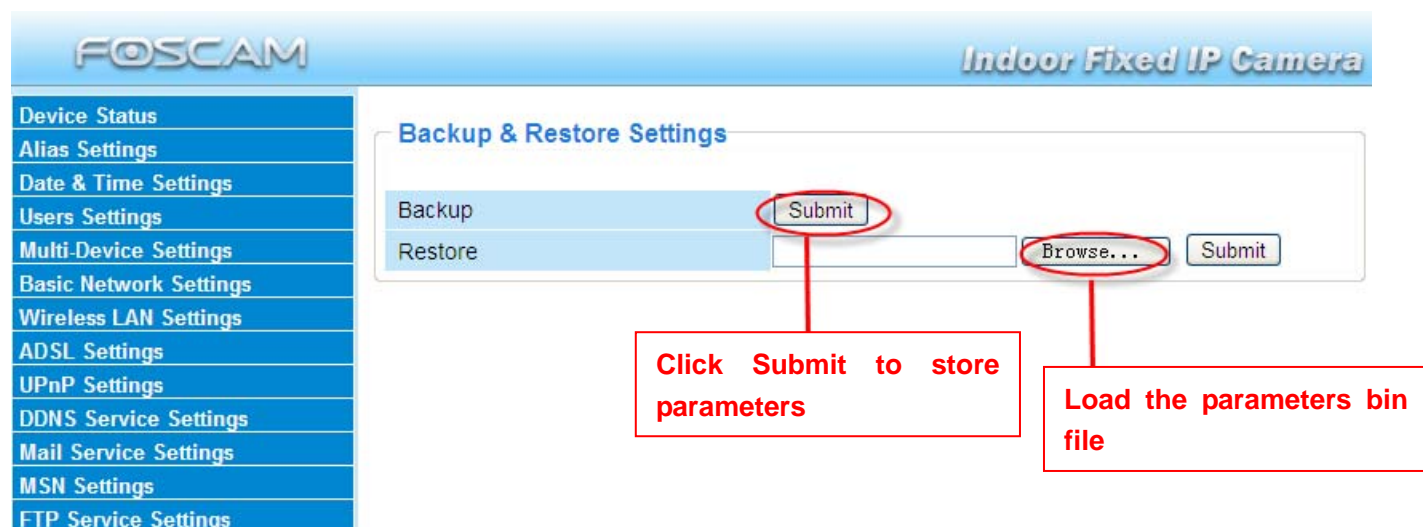 FOSCAM
Indoor Fixed IP Camera
Device Status
Alias Settings
Date & Time Settings
Users Settings
Multi-Device Settings
Basic Network Settings
Wireless LAN Settings
ADSL Settings
UPnP Settings
DDNS Service Settings
Mail Service Settings
MSN Settings
FTP Service Settings
Backup & Restore Settings
Backup
Submit
Restore
Browse...
Submit
Click Submit to store
parameters
Load the parameters bin
file